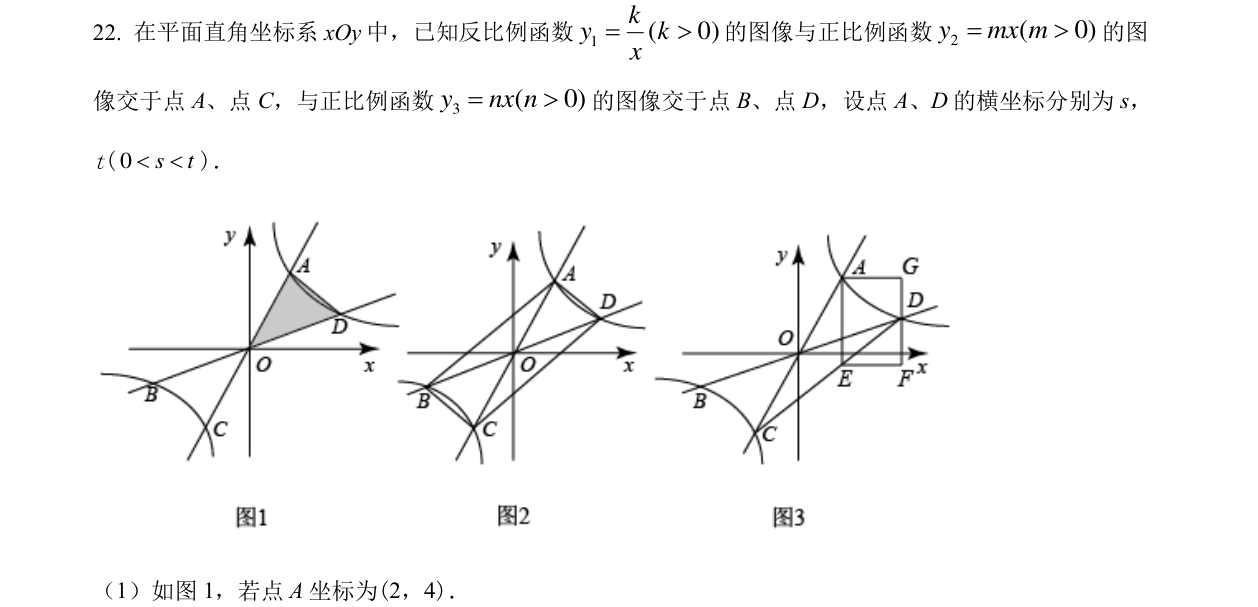 22. 在平面直角坐标系 xOy 中，已知反比例函数 y₁ = k/x (k > 0) 的图像与正比例函数 y₂ = mx(m > 0) 的图
像交于点 A、点 C，与正比例函数 y₃ = nx(n > 0) 的图像交于点 B、点 D，设点 A、D 的横坐标分别为 s，
t(0 < s < t)．
y A D O x B C
y A D O x B C
y A G D O E F x B C
图1 图2 图3
（1）如图 1，若点 A 坐标为(2，4)．